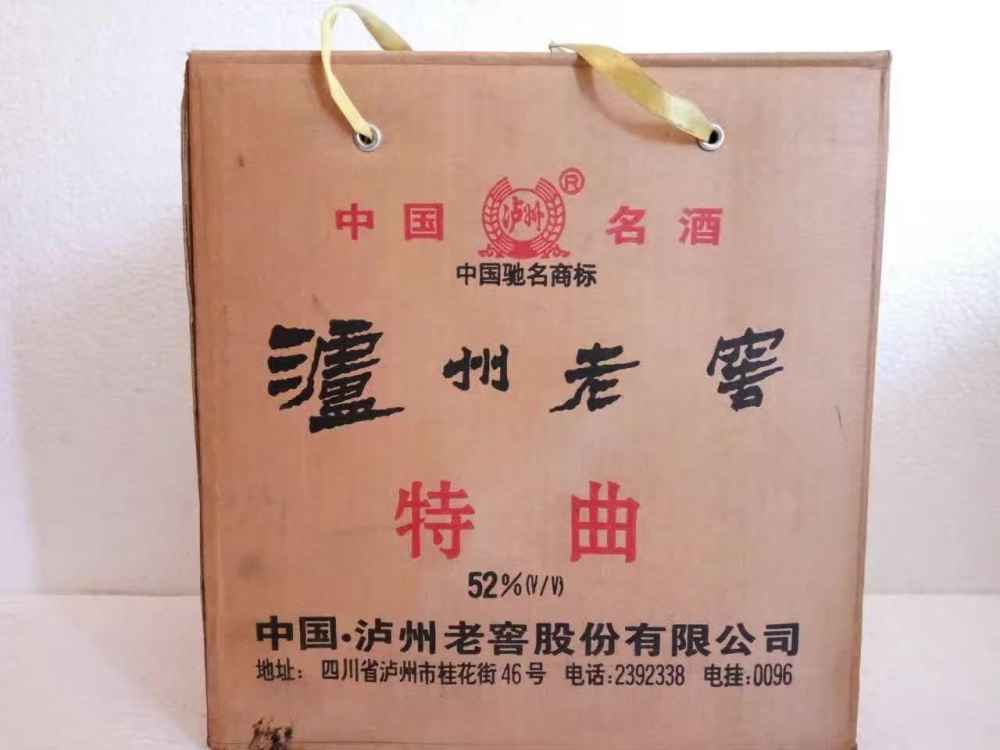 中国 泸州 ® 名酒
中国驰名商标
瀘州老窖
特曲
52%(V/V)
中国·泸州老窖股份有限公司
地址：四川省泸州市桂花街46号 电话:2392338 电挂:0096